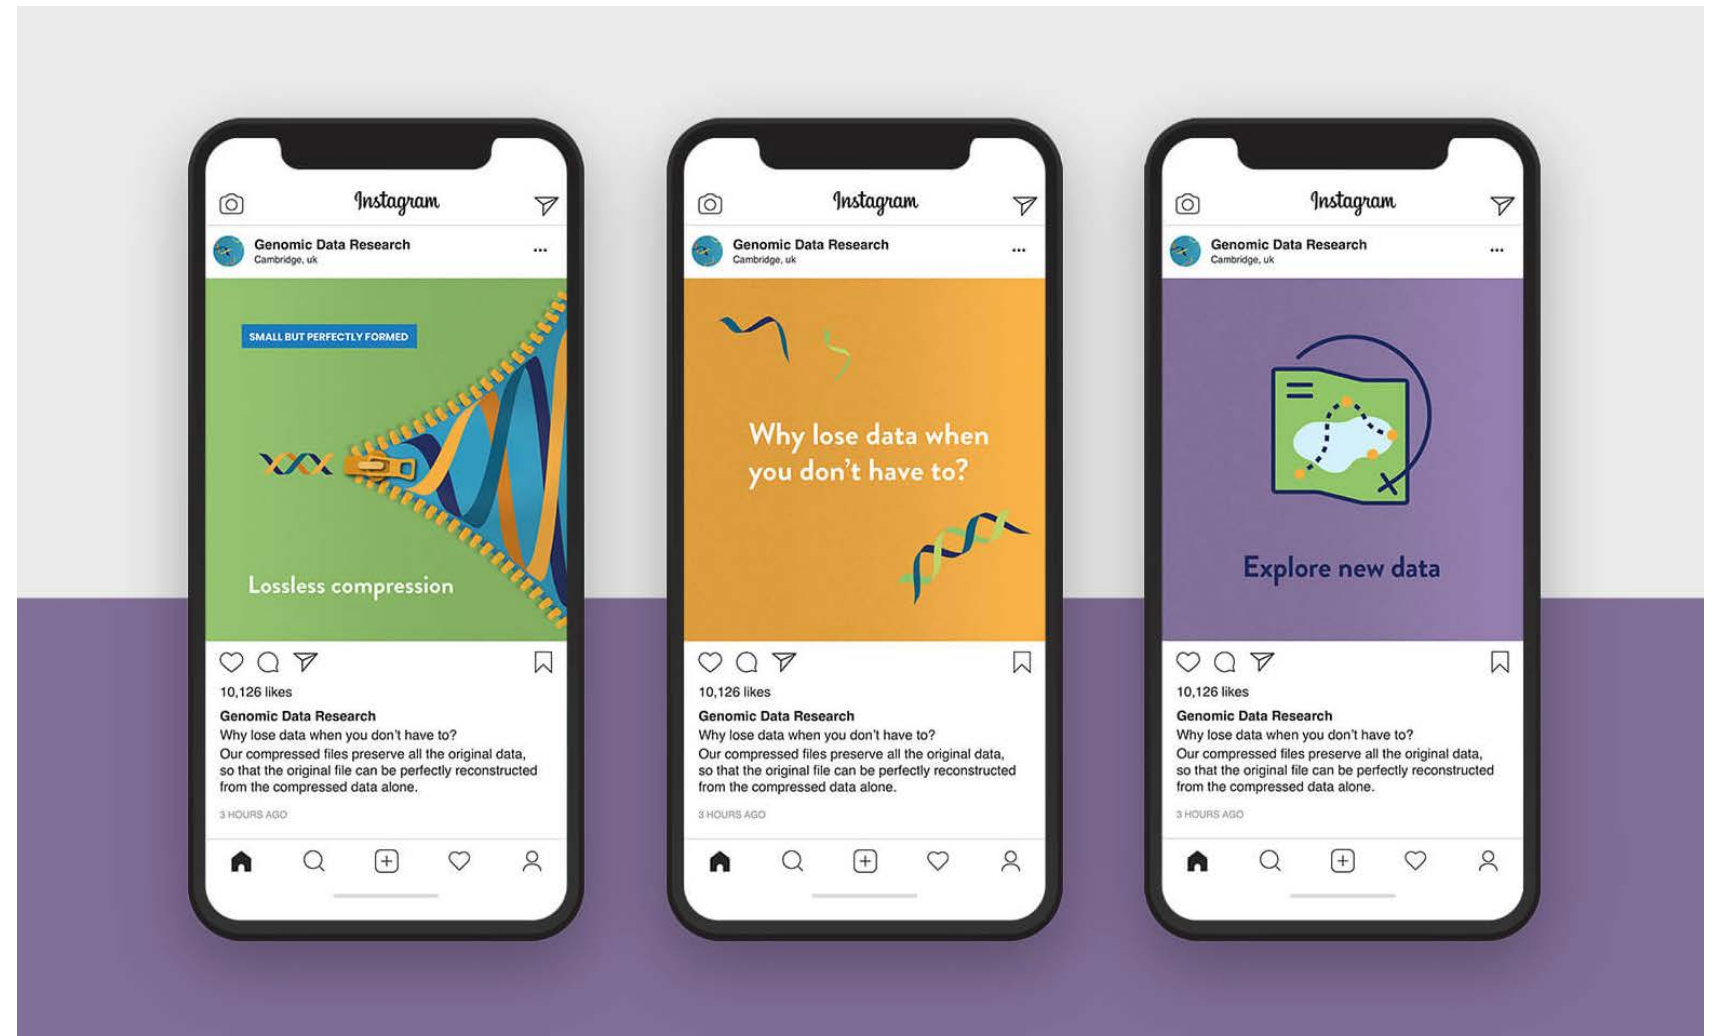 Instagram
Genomic Data Research
Cambridge, uk
SMALL BUT PERFECTLY FORMED
Lossless compression
10,126 likes
Genomic Data Research
Why lose data when you don't have to?
Our compressed files preserve all the original data,
so that the original file can be perfectly reconstructed
from the compressed data alone.
3 HOURS AGO
Instagram
Genomic Data Research
Cambridge, uk
Why lose data when
you don't have to?
10,126 likes
Genomic Data Research
Why lose data when you don't have to?
Our compressed files preserve all the original data,
so that the original file can be perfectly reconstructed
from the compressed data alone.
3 HOURS AGO
Instagram
Genomic Data Research
Cambridge, uk
Explore new data
10,126 likes
Genomic Data Research
Why lose data when you don't have to?
Our compressed files preserve all the original data,
so that the original file can be perfectly reconstructed
from the compressed data alone.
3 HOURS AGO